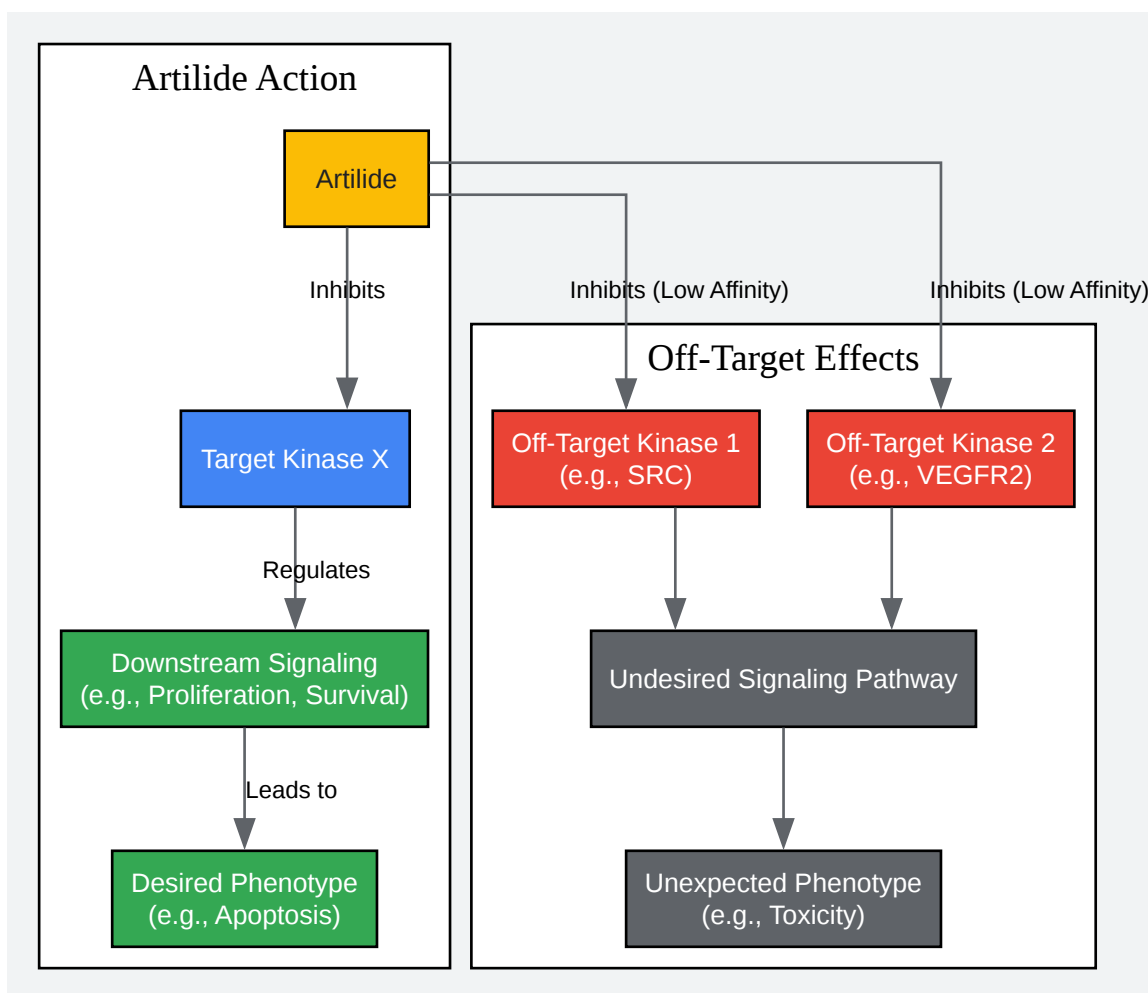 Artilide Action
Artilide
Inhibits
Inhibits (Low Affinity)
Inhibits (Low Affinity)
Off-Target Effects
Target Kinase X
Off-Target Kinase 1
(e.g., SRC)
Off-Target Kinase 2
(e.g., VEGFR2)
Regulates
Downstream Signaling
(e.g., Proliferation, Survival)
Undesired Signaling Pathway
Leads to
Desired Phenotype
(e.g., Apoptosis)
Unexpected Phenotype
(e.g., Toxicity)